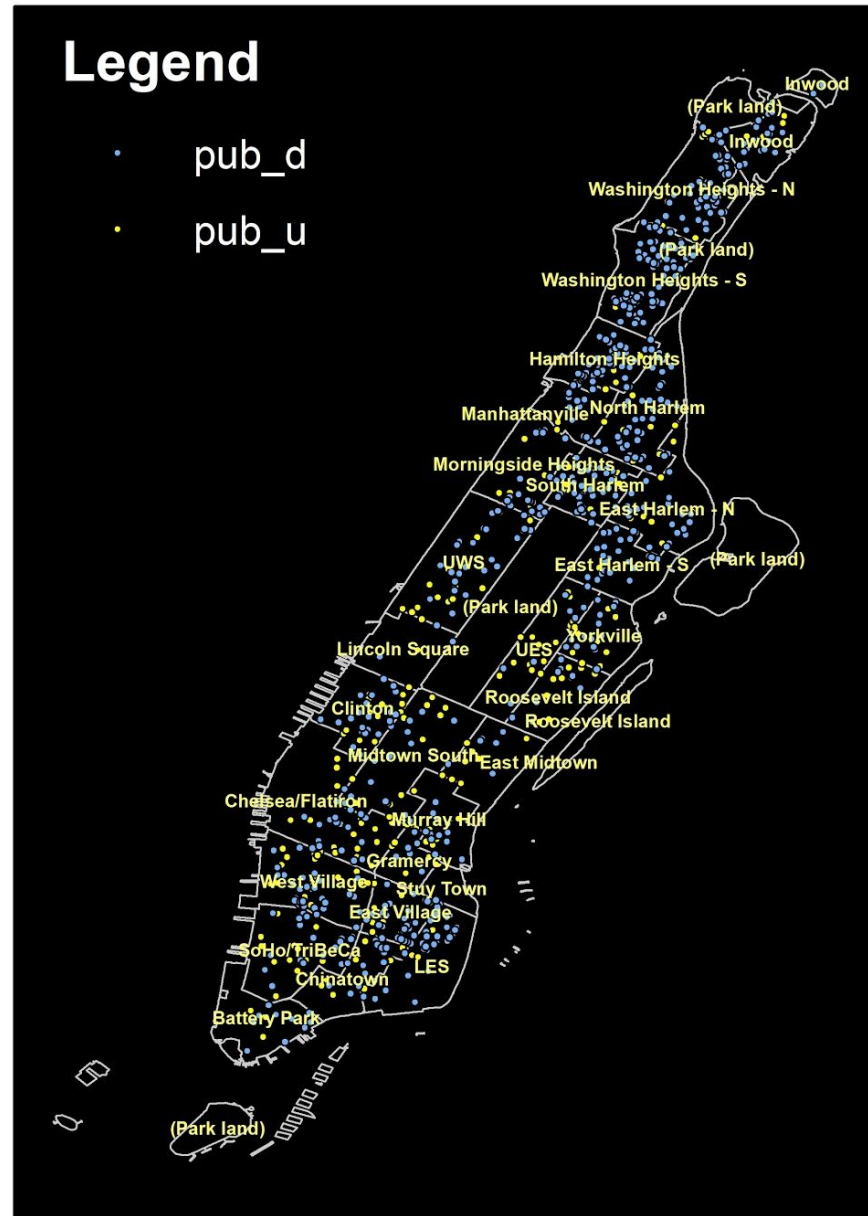 Legend
pub_d
pub_u
Inwood
(Park land)
Inwood
Washington Heights - N
(Park land)
Washington Heights - S
Hamilton Heights
North Harlem
Manhattanville
Morningside Heights
South Harlem
East Harlem - N
UWS
East Harlem - S
(Park land)
(Park land)
Yorkville
Lincoln Square
UES
Roosevelt Island
Clinton
Roosevelt Island
Midtown South
East Midtown
Chelsea/Flatiron
Murray Hill
Gramercy
West Village
Stuy Town
East Village
SoHo/TriBeCa
LES
Chinatown
Battery Park
(Park land)